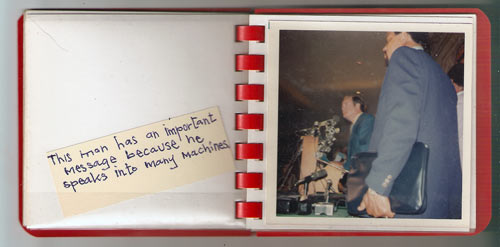 This man has an important
Message because he
speaks into many machines